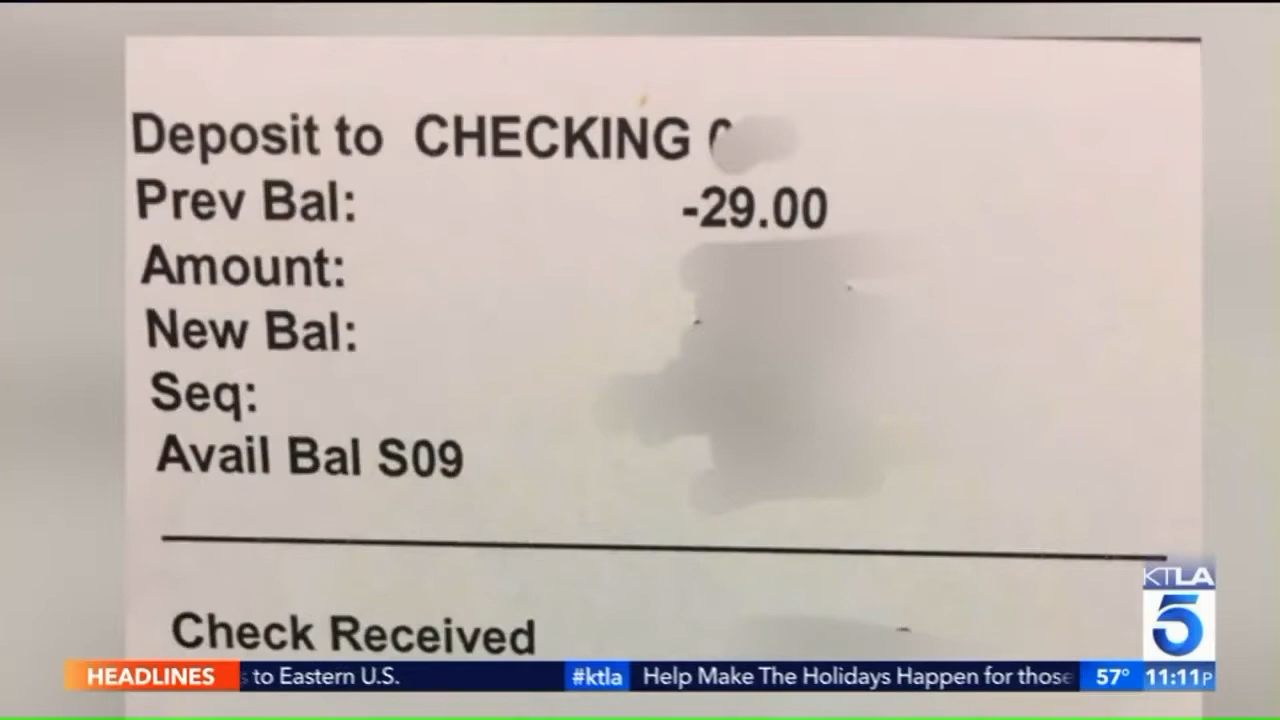 Deposit to CHECKING
Prev Bal: -29.00
Amount:
New Bal:
Seq:
Avail Bal S09
Check Received
KTLA
5
HEADLINES to Eastern U.S. #ktla Help Make The Holidays Happen for those 57° 11:11P